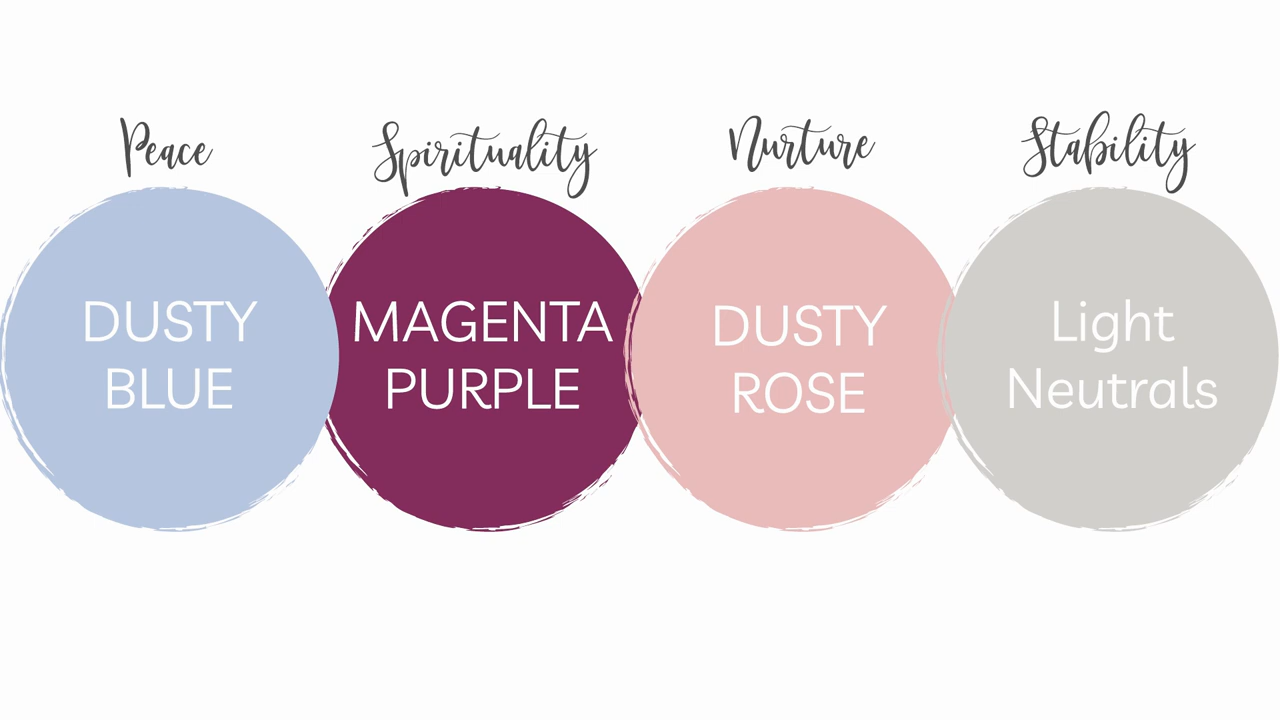 Peace
Spirituality
Nurture
Stability
DUSTY
BLUE
MAGENTA
PURPLE
DUSTY
ROSE
Light
Neutrals